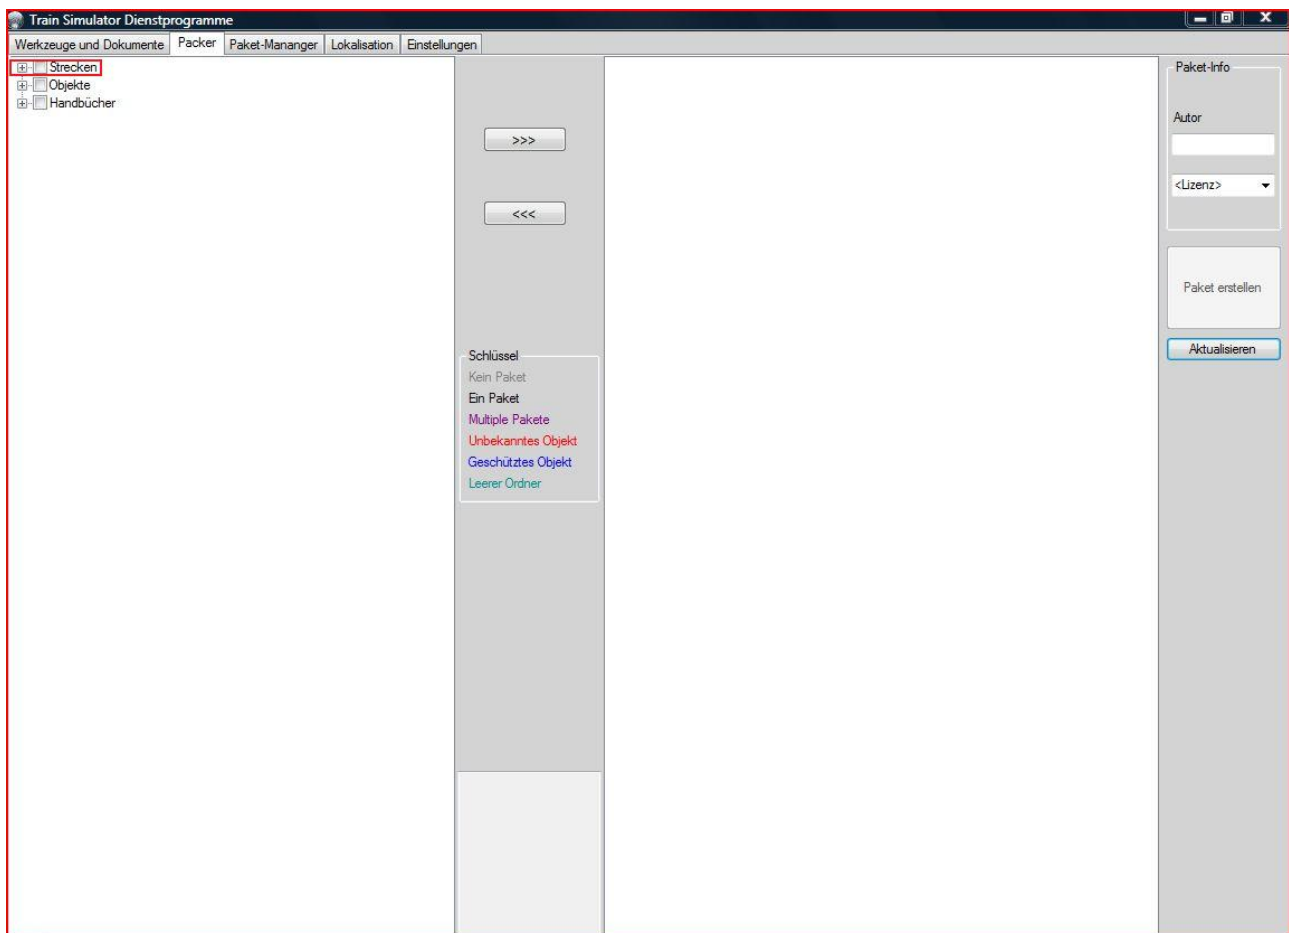 Train Simulator Dienstprogramme
Werkzeuge und Dokumente Packer Paket-Mananger Lokalisation Einstellungen
Strecken
Objekte
Handbücher
>>>
<<<
Schlüssel
Kein Paket
Ein Paket
Multiple Pakete
Unbekanntes Objekt
Geschütztes Objekt
Leerer Ordner
Paket-Info
Autor
<Lizenz>
Paket erstellen
Aktualisieren